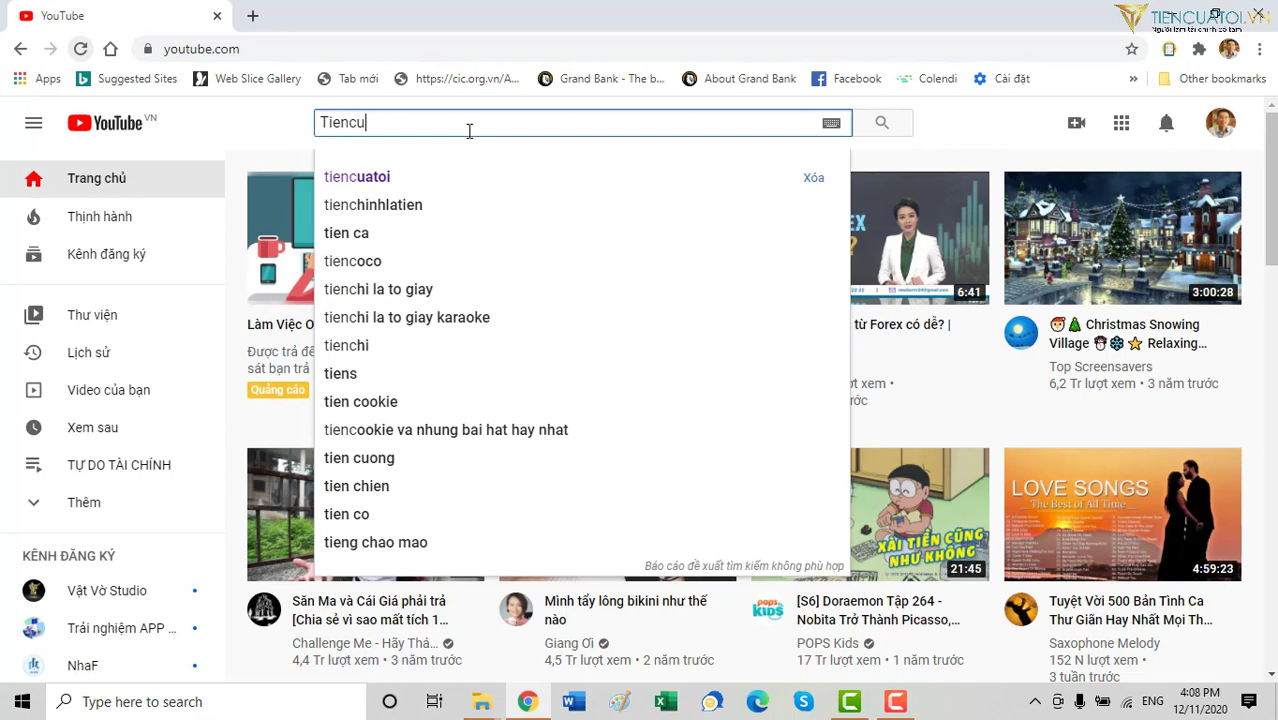 YouTube
TIENCUATOI.VN
youtube.com
Apps
Suggested Sites
Web Slice Gallery
Tab mới
https://cic.org.vn/A...
Grand Bank - The b...
About Grand Bank
Facebook
Colendi
Cài đặt
»
Other bookmarks
YouTube VN
Tiencu
tiencuatoi
Xóa
tienchinhlatien
tien ca
tiencoco
tienchi la to giay
tienchi la to giay karaoke
tienchi
tiens
tien cookie
tiencookie va nhung bai hat hay nhat
tien cuong
tien chien
tien co
tieng chao mao
Báo cáo đề xuất tìm kiếm không phù hợp
Trang chủ
Thịnh hành
Kênh đăng ký
Thư viện
Lịch sử
Video của bạn
Xem sau
TỰ DO TÀI CHÍNH
Thêm
KÊNH ĐĂNG KÝ
Vật Vờ Studio
Trải nghiệm APP ...
NhaF
Làm Việc O
Được trả để
sát bạn trả
Quảng cáo
6:41
từ Forex có dễ? |
t xem •
ước
3:00:28
Christmas Snowing
Village Relaxing...
Top Screensavers
6,2 Tr lượt xem • 3 năm trước
Săn Ma và Cái Giá phải trả
[Chia sẻ vì sao mất tích 1...
Challenge Me - Hãy Thá...
4,4 Tr lượt xem • 3 năm trước
Mình tẩy lông bikini như thế
nào
Giang Ơi
4,5 Tr lượt xem • 2 năm trước
XÀI TIỀN CŨNG
NHƯ KHÔNG
21:45
POPS KIDS
[S6] Doraemon Tập 264 -
Nobita Trở Thành Picasso,...
POPS Kids
17 Tr lượt xem • 1 năm trước
LOVE SONGS
The Best of All Time
4:59:23
Tuyệt Vời 500 Bản Tình Ca
Thư Giãn Hay Nhất Mọi Th...
Saxophone Melody
152 N lượt xem •
3 tuần trước
Type here to search
ENG
4:08 PM
12/11/2020